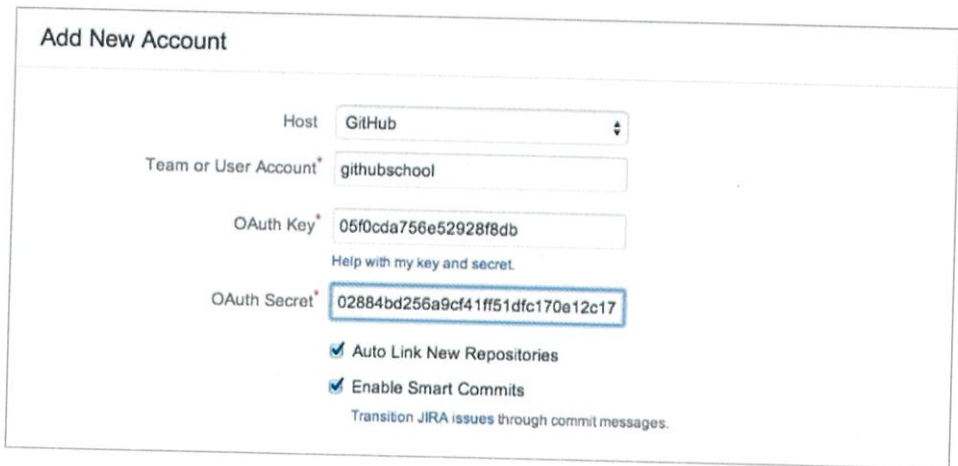 Add New Account
Host GitHub
Team or User Account* githubschool
OAuth Key* 05f0cda756e52928f8db
Help with my key and secret.
OAuth Secret* 02884bd256a9cf41ff51dfc170e12c17
Auto Link New Repositories
Enable Smart Commits
Transition JIRA issues through commit messages.